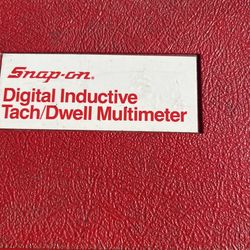 Snap-on®
Digital Inductive
Tach/Dwell Multimeter